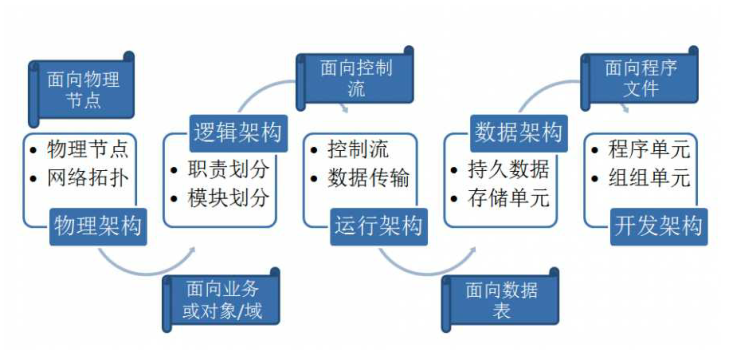 面向物理
节点
• 物理节点
• 网络拓扑
物理架构
逻辑架构
• 职责划分
• 模块划分
面向业务
或对象/域
面向控制
流
• 控制流
• 数据传输
运行架构
数据架构
• 持久数据
• 存储单元
面向数据
表
面向程序
文件
• 程序单元
• 组组单元
开发架构